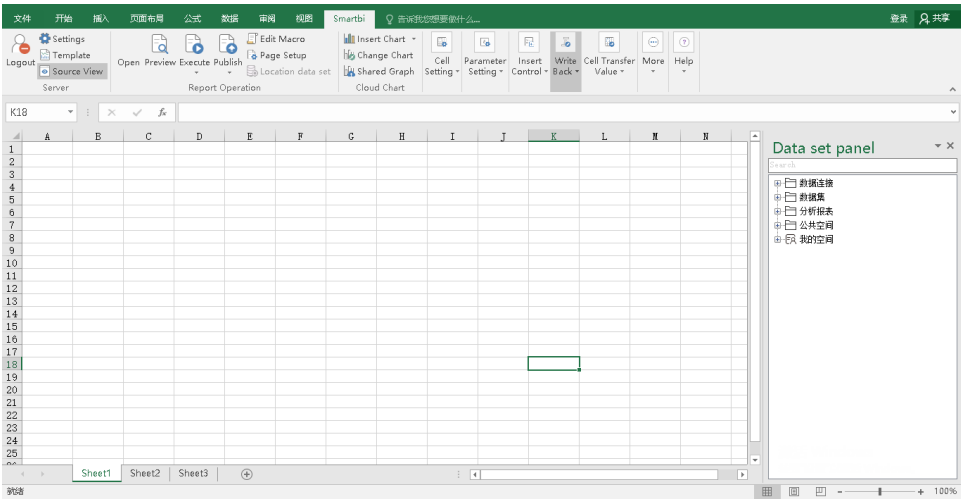 文件 开始 插入 页面布局 公式 数据 审阅 视图 Smartbi 告诉我您想要做什么... 登录 共享
Settings Edit Macro Insert Chart
Template Page Setup Change Chart
Logout Source View Open Preview Execute Publish Location data set Shared Graph Cell Setting Parameter Setting Insert Control Write Back Cell Transfer Value More Help
Server Report Operation Cloud Chart
K18 fx
A B C D E F G H I J K L M N
Data set panel
1
Search
2
3
4
5
6
7
8
9
10
11
12
13
14
15
16
17
18
19
20
21
22
23
24
25
数据连接
数据集
分析报表
公共空间
我的空间
Sheet1 Sheet2 Sheet3
就绪 100%